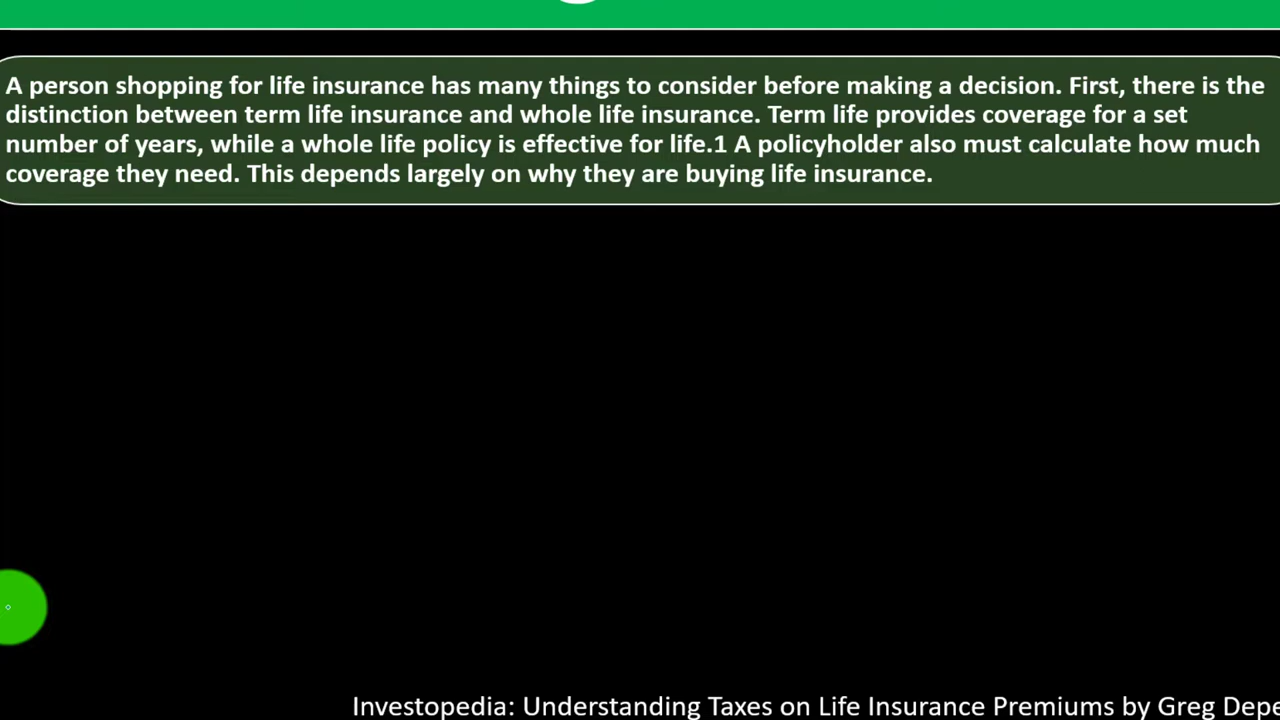 A person shopping for life insurance has many things to consider before making a decision. First, there is the
distinction between term life insurance and whole life insurance. Term life provides coverage for a set
number of years, while a whole life policy is effective for life.1 A policyholder also must calculate how much
coverage they need. This depends largely on why they are buying life insurance.
Investopedia: Understanding Taxes on Life Insurance Premiums by Greg Depe